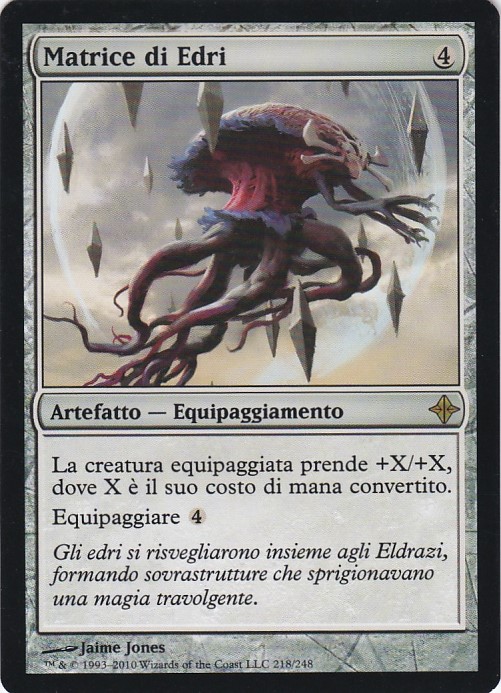 Matrice di Edri 4
Artefatto — Equipaggiamento
La creatura equipaggiata prende +X/+X,
dove X è il suo costo di mana convertito.
Equipaggiare 4
Gli edri si risvegliarono insieme agli Eldrazi,
formando sovrastrutture che sprigionavano
una magia travolgente.
Jaime Jones
™ & © 1993–2010 Wizards of the Coast LLC 218/248